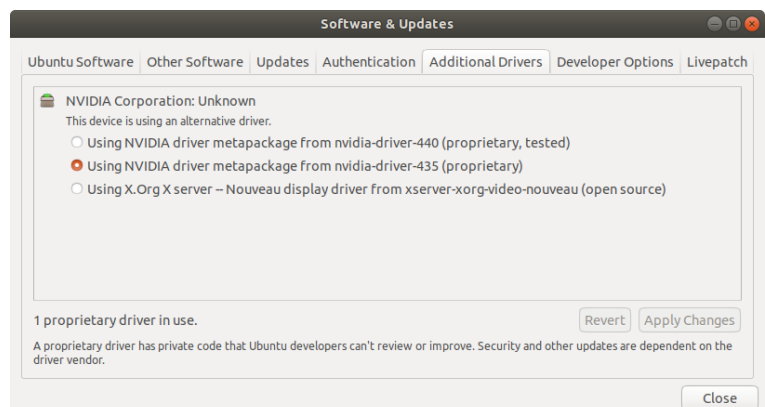 Software & Updates
Ubuntu Software Other Software Updates Authentication Additional Drivers Developer Options Livepatch
NVIDIA Corporation: Unknown
This device is using an alternative driver.
Using NVIDIA driver metapackage from nvidia-driver-440 (proprietary, tested)
Using NVIDIA driver metapackage from nvidia-driver-435 (proprietary)
Using X.Org X server -- Nouveau display driver from xserver-xorg-video-nouveau (open source)
1 proprietary driver in use.
Revert Apply Changes
A proprietary driver has private code that Ubuntu developers can't review or improve. Security and other updates are dependent on the
driver vendor.
Close